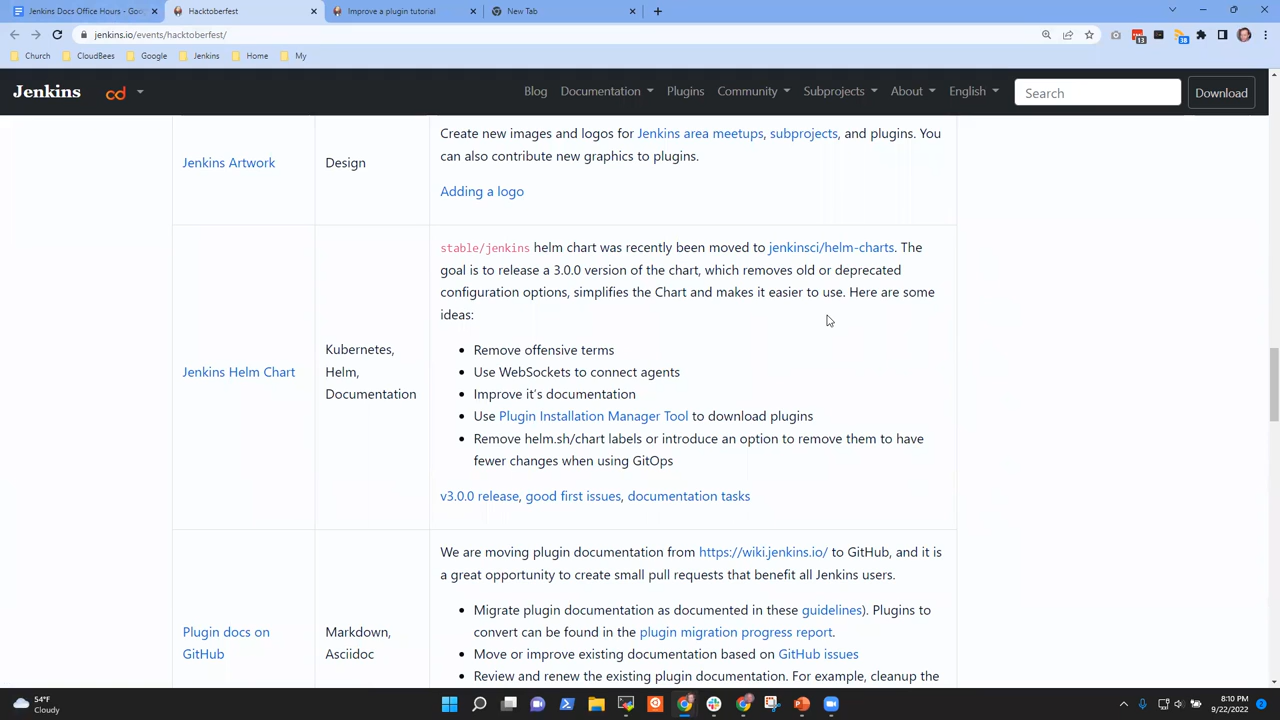 Jenkins Docs Office Hours - Goo
Hacktoberfest
Improve a plugin tutorial
New Tab
jenkins.io/events/hacktoberfest/
13
38
Church
CloudBees
Google
Jenkins
Home
My
Jenkins
cd
Blog
Documentation
Plugins
Community
Subprojects
About
English
Search
Download
Jenkins Artwork
Design
Create new images and logos for Jenkins area meetups, subprojects, and plugins. You
can also contribute new graphics to plugins.
Adding a logo
Jenkins Helm Chart
Kubernetes,
Helm,
Documentation
stable/jenkins helm chart was recently been moved to jenkinsci/helm-charts. The
goal is to release a 3.0.0 version of the chart, which removes old or deprecated
configuration options, simplifies the Chart and makes it easier to use. Here are some
ideas:
• Remove offensive terms
• Use WebSockets to connect agents
• Improve it's documentation
• Use Plugin Installation Manager Tool to download plugins
• Remove helm.sh/chart labels or introduce an option to remove them to have
fewer changes when using GitOps
v3.0.0 release, good first issues, documentation tasks
Plugin docs on
GitHub
Markdown,
Asciidoc
We are moving plugin documentation from https://wiki.jenkins.io/ to GitHub, and it is
a great opportunity to create small pull requests that benefit all Jenkins users.
• Migrate plugin documentation as documented in these guidelines). Plugins to
convert can be found in the plugin migration progress report.
• Move or improve existing documentation based on GitHub issues
• Review and renew the existing plugin documentation. For example, cleanup the
54°F
Cloudy
8:10 PM
9/22/2022
2